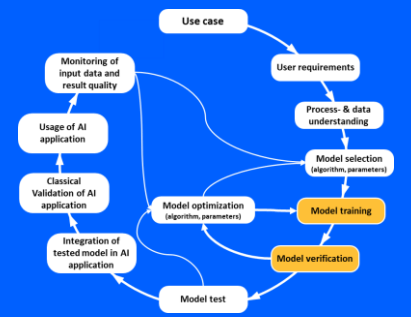 Use case
User requirements
Process- & data
understanding
Model selection
(algorithm, parameters)
Model training
Model verification
Model optimization
(algorithm, parameters)
Model test
Integration of
tested model in AI
application
Classical
Validation of AI
application
Usage of AI
application
Monitoring of
input data and
result quality